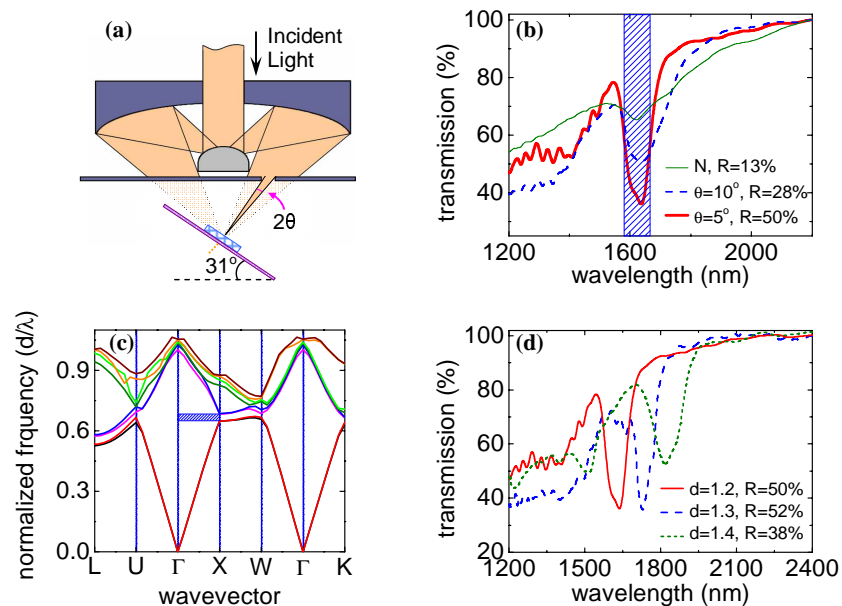 (a)
Incident
Light
2θ
31°
(b)
transmission (%)
100
80
60
40
N, R=13%
θ=10°, R=28%
θ=5°, R=50%
1200
1600
2000
wavelength (nm)
(c)
normalized frquency (d/λ)
0.9
0.6
0.3
0.0
L
U
Γ
X
W
Γ
K
wavevector
(d)
transmission (%)
100
80
60
40
20
d=1.2, R=50%
d=1.3, R=52%
d=1.4, R=38%
1200
1500
1800
2100
2400
wavelength (nm)